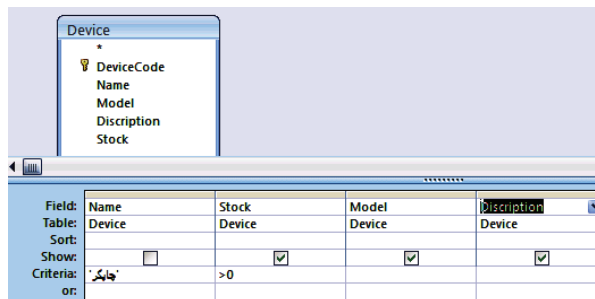 Device
*
DeviceCode
Name
Model
Discription
Stock
Field: Name Stock Model Discription
Table: Device Device Device Device
Sort:
Show:
Criteria: 'چاپگر' >0
or: